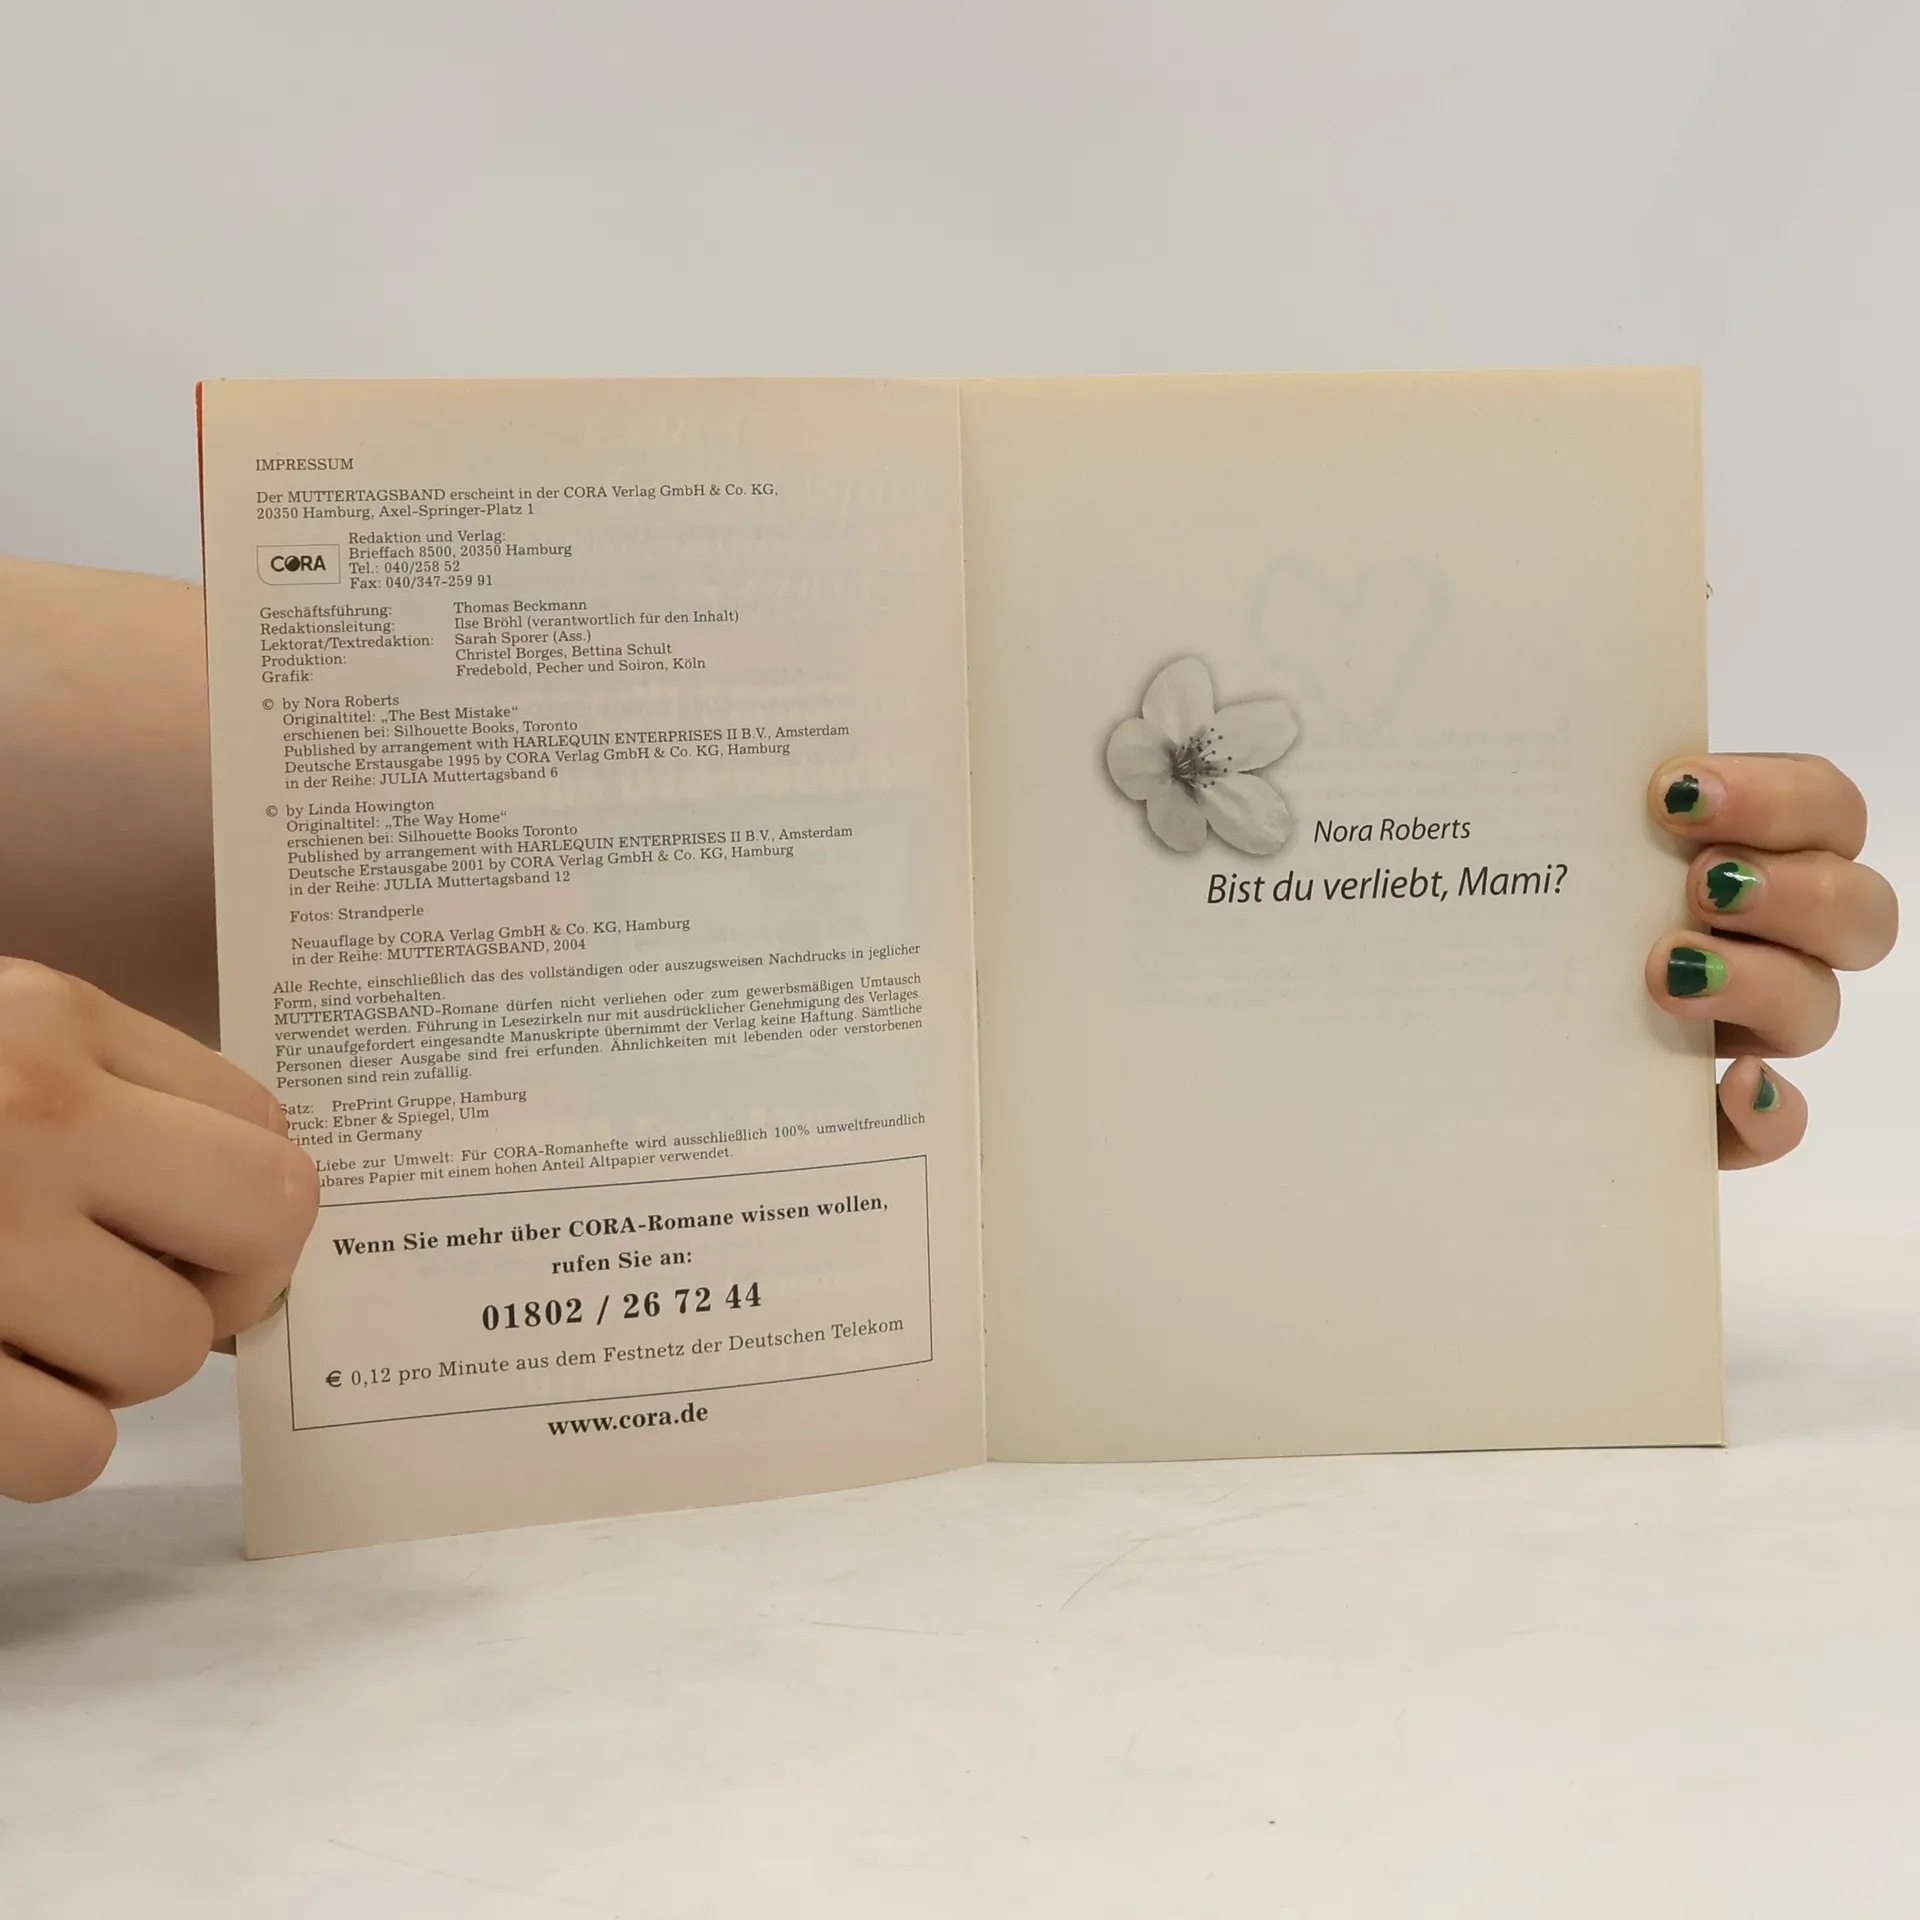 IMPRESSUM
Der MUTTERTAGSBAND erscheint in der CORA Verlag GmbH & Co. KG,
20350 Hamburg, Axel-Springer-Platz 1
CORA
Redaktion und Verlag:
Brieffach 8500, 20350 Hamburg
Tel.: 040/258 52
Fax: 040/347-259 91
Geschäftsführung: Thomas Beckmann
Redaktionsleitung: Ilse Bröhl (verantwortlich für den Inhalt)
Lektorat/Textredaktion: Sarah Sporer (Ass.)
Produktion: Christel Borges, Bettina Schult
Grafik: Fredebold, Pecher und Soiron, Köln
© by Nora Roberts
Originaltitel: „The Best Mistake“
erschienen bei: Silhouette Books, Toronto
Published by arrangement with HARLEQUIN ENTERPRISES II B.V., Amsterdam
Deutsche Erstausgabe 1995 by CORA Verlag GmbH & Co. KG, Hamburg
in der Reihe: JULIA Muttertagsband 6
© by Linda Howington
Originaltitel: „The Way Home“
erschienen bei: Silhouette Books Toronto
Published by arrangement with HARLEQUIN ENTERPRISES II B.V., Amsterdam
Deutsche Erstausgabe 2001 by CORA Verlag GmbH & Co. KG, Hamburg
in der Reihe: JULIA Muttertagsband 12
Fotos: Strandperle
Neuauflage by CORA Verlag GmbH & Co. KG, Hamburg
in der Reihe: MUTTERTAGSBAND, 2004
Alle Rechte, einschließlich das des vollständigen oder auszugsweisen Nachdrucks in jeglicher
Form, sind vorbehalten.
MUTTERTAGSBAND-Romane dürfen nicht verliehen oder zum gewerbsmäßigen Umtausch
verwendet werden. Führung in Lesezirkeln nur mit ausdrücklicher Genehmigung des Verlages.
Für unaufgefordert eingesandte Manuskripte übernimmt der Verlag keine Haftung. Sämtliche
Personen dieser Ausgabe sind frei erfunden. Ähnlichkeiten mit lebenden oder verstorbenen
Personen sind rein zufällig.
Satz: PrePrint Gruppe, Hamburg
ruck: Ebner & Spiegel, Ulm
rinted in Germany
Liebe zur Umwelt: Für CORA-Romanhefte wird ausschließlich 100% umweltfreundlich
ubares Papier mit einem hohen Anteil Altpapier verwendet.
Wenn Sie mehr über CORA-Romane wissen wollen,
rufen Sie an:
01802 / 26 72 44
€ 0,12 pro Minute aus dem Festnetz der Deutschen Telekom
www.cora.de
Nora Roberts
Bist du verliebt, Mami?